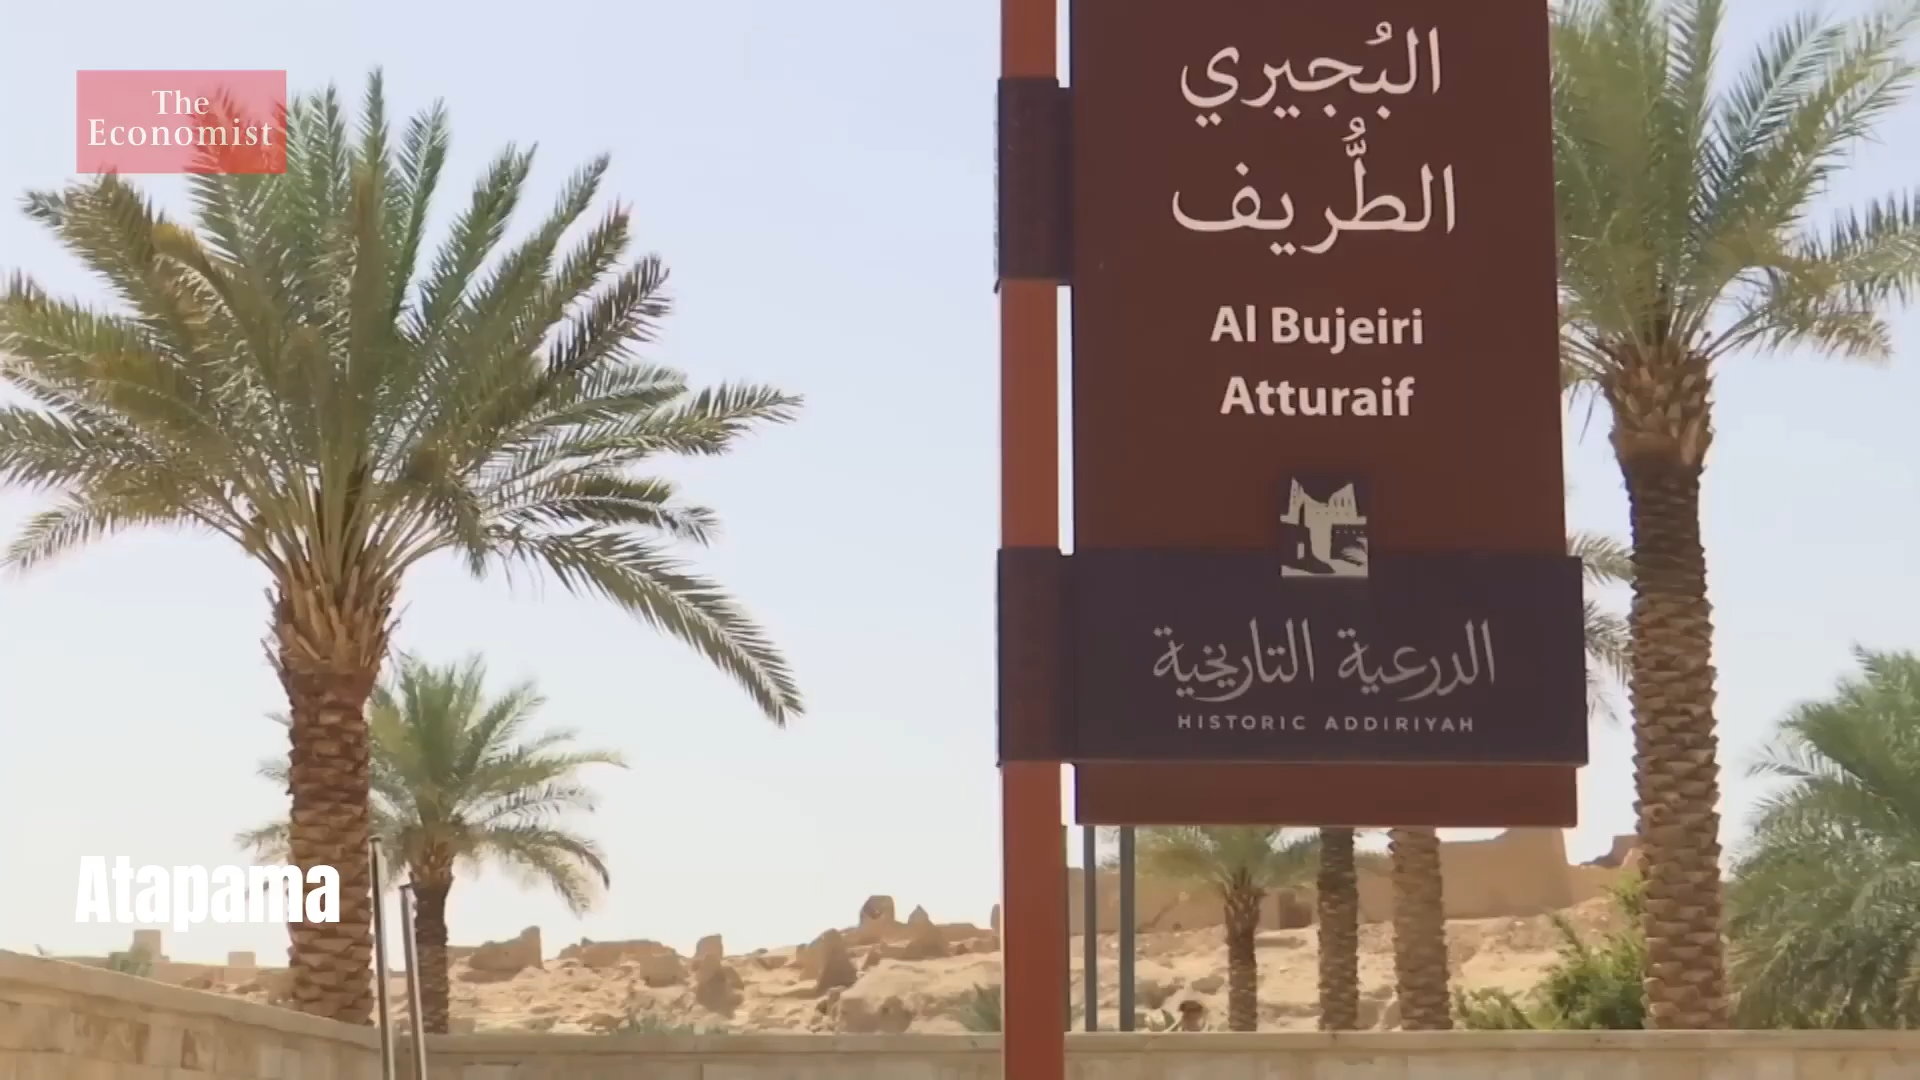 The
Economist
البُجيري
الطُّريف
Al Bujeiri
Atturaif
الدرعية التاريخية
HISTORIC ADDIRIYAH
Atapama